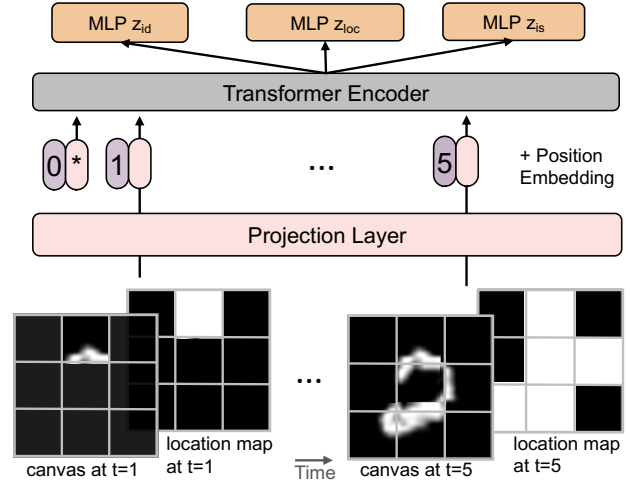 MLP z_id MLP z_loc MLP z_is
Transformer Encoder
0 * 1 ... 5 + Position
Embedding
Projection Layer
...
location map
at t=1
canvas at t=1
Time
location map
at t=5
canvas at t=5